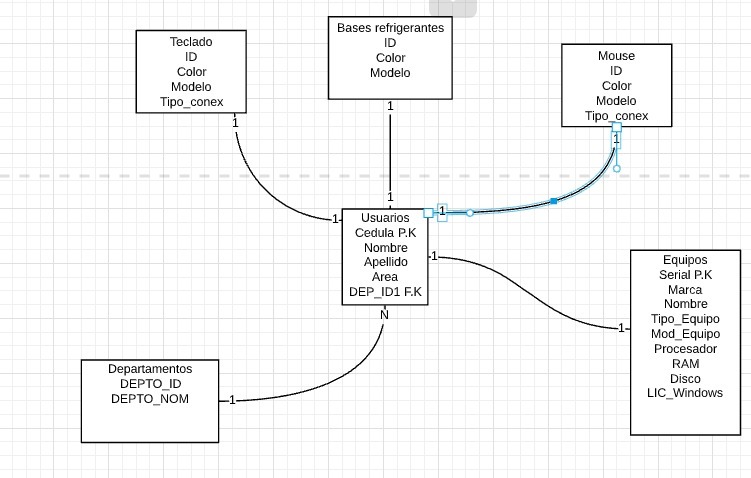 Teclado
ID
Color
Modelo
Tipo_conex
1
Bases refrigerantes
ID
Color
Modelo
1
Mouse
ID
Color
Modelo
Tipo_conex
1
1
1
1
Usuarios
Cedula P.K
Nombre
Apellido
Area
DEP_ID1 F.K
1
N
Equipos
Serial P.K
Marca
Nombre
Tipo_Equipo
Mod_Equipo
Procesador
RAM
Disco
LIC_Windows
1
Departamentos
DEPTO_ID
DEPTO_NOM
1